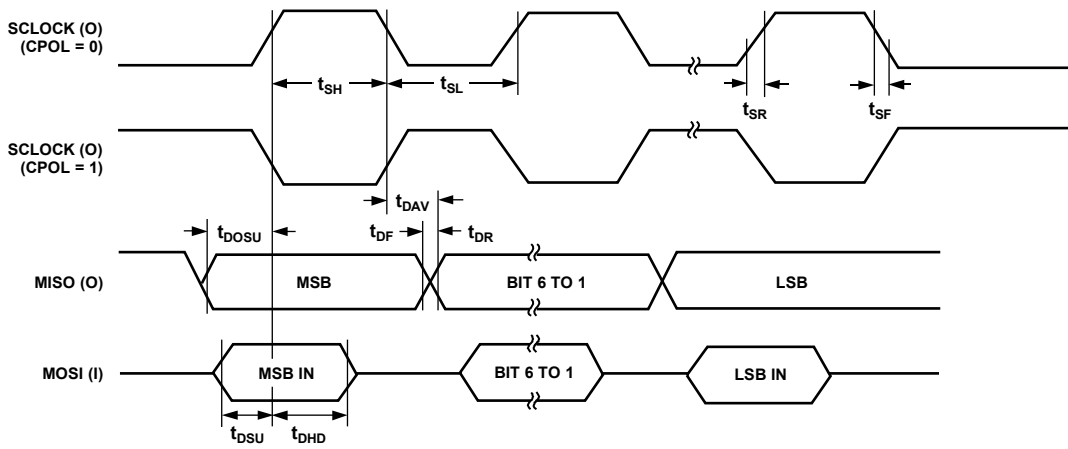 SCLOCK (O)
(CPOL = 0)
tSH
tSL
tSR
tSF
SCLOCK (O)
(CPOL = 1)
tDAV
tDOSU
tDF
tDR
MISO (O)
MSB
BIT 6 TO 1
LSB
MOSI (I)
MSB IN
BIT 6 TO 1
LSB IN
tDSU
tDHD